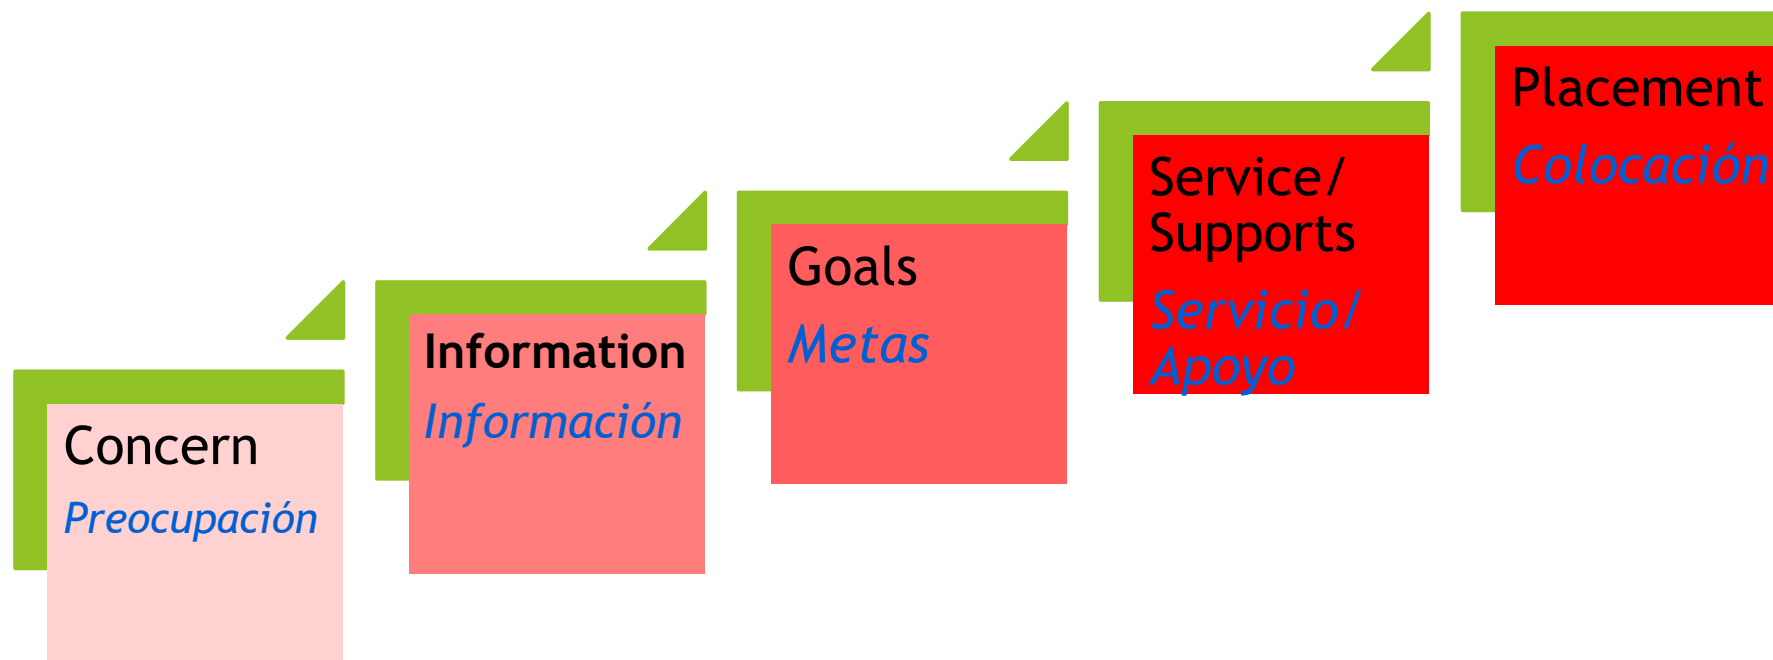 Concern
Preocupación
Information
Información
Goals
Metas
Service/
Supports
Servicio/
Apoyo
Placement
Colocación